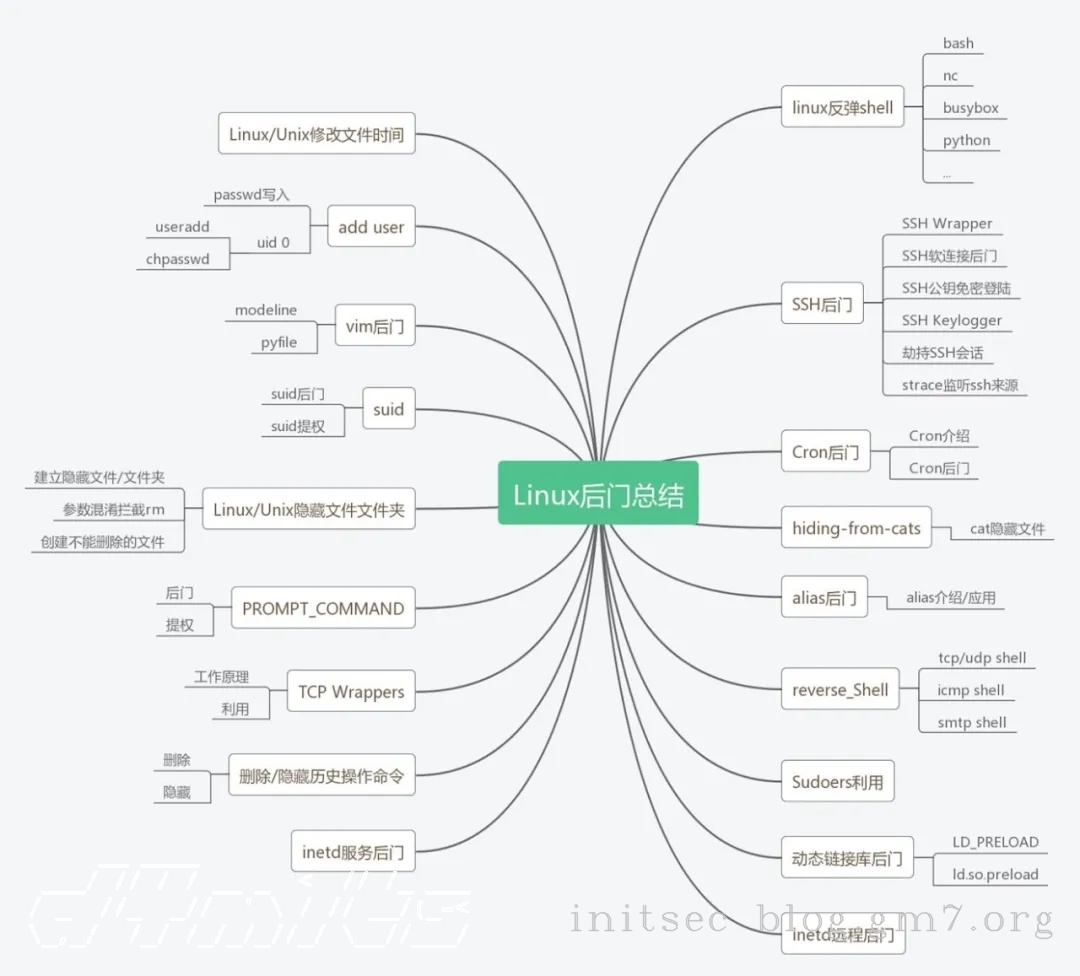 Linux后门总结
Linux/Unix修改文件时间
add user
passwd写入
uid 0
useradd
chpasswd
vim后门
modeline
pyfile
suid
suid后门
suid提权
Linux/Unix隐藏文件文件夹
建立隐藏文件/文件夹
参数混淆拦截rm
创建不能删除的文件
PROMPT_COMMAND
后门
提权
TCP Wrappers
工作原理
利用
删除/隐藏历史操作命令
删除
隐藏
inetd服务后门
linux反弹shell
bash
nc
busybox
python
...
SSH后门
SSH Wrapper
SSH软连接后门
SSH公钥免密登陆
SSH Keylogger
劫持SSH会话
strace监听ssh来源
Cron后门
Cron介绍
Cron后门
hiding-from-cats
cat隐藏文件
alias后门
alias介绍/应用
reverse_Shell
tcp/udp shell
icmp shell
smtp shell
Sudoers利用
动态链接库后门
LD_PRELOAD
ld.so.preload
inetd远程后门
initsec blog.gm7.org